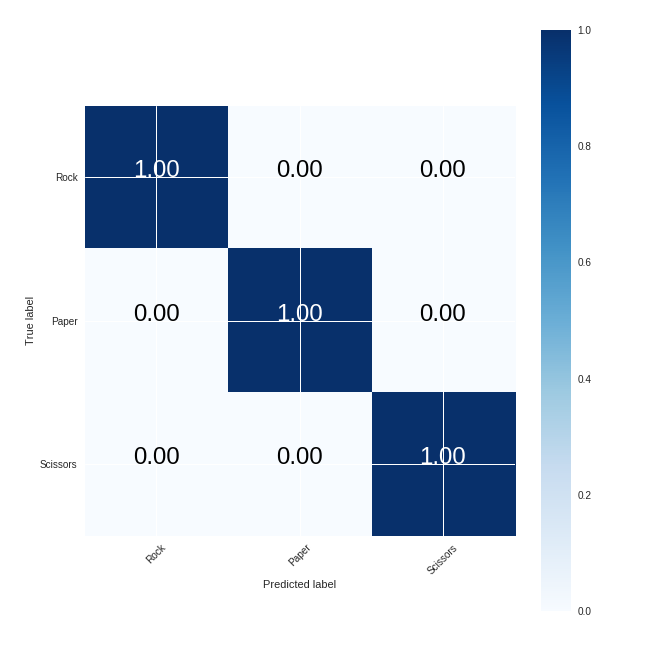 1.0
0.8
0.6
0.4
0.2
0.0
True label
Rock
1.00 0.00 0.00
Paper
0.00 1.00 0.00
Scissors
0.00 0.00 1.00
Rock Paper Scissors
Predicted label